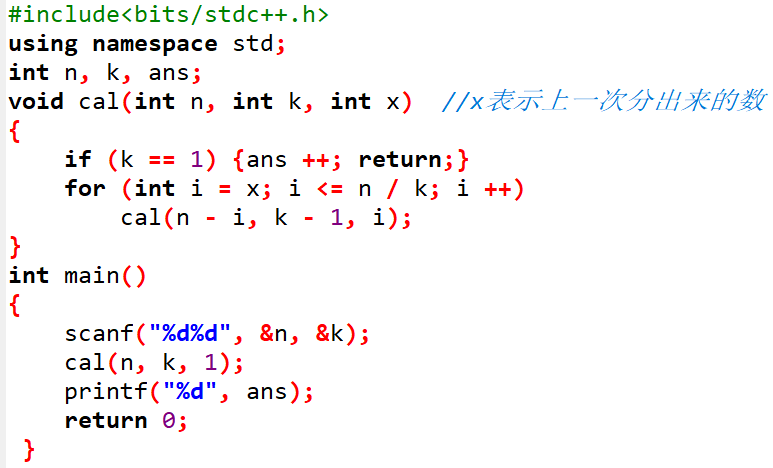 #include<bits/stdc++.h>
using namespace std;
int n, k, ans;
void cal(int n, int k, int x)  //x表示上一次分出来的数
{
    if (k == 1) {ans ++; return;}
    for (int i = x; i <= n / k; i ++)
        cal(n - i, k - 1, i);
}
int main()
{
    scanf("%d%d", &n, &k);
    cal(n, k, 1);
    printf("%d", ans);
    return 0;
}